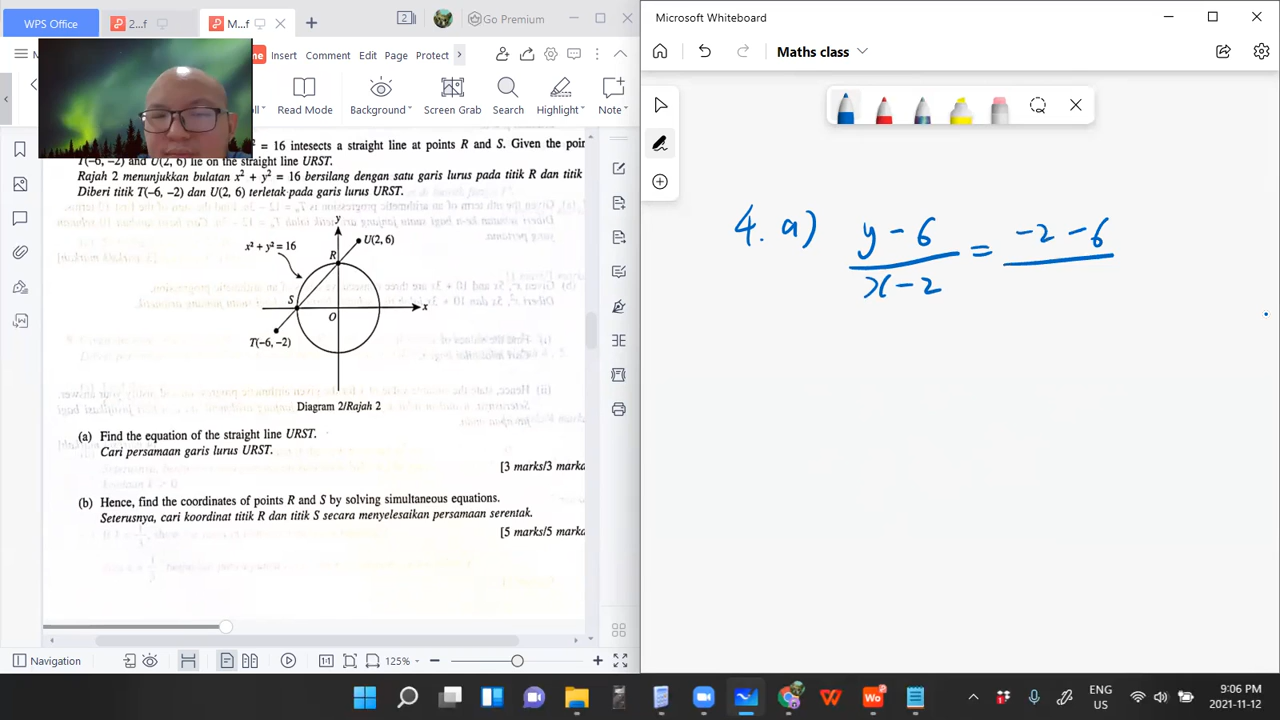 WPS Office
2...f
M...f
2
Go Premium
Insert Comment Edit Page Protect
Read Mode
Background
Screen Grab
Search
Highlight
Note
= 16 intesects a straight line at points R and S. Given the poin
T(−6, −2) and U(2, 6) lie on the straight line URST.
Rajah 2 menunjukkan bulatan x² + y² = 16 bersilang dengan satu garis lurus pada titik R dan titik
Diberi titik T(−6, −2) dan U(2, 6) terletak pada garis lurus URST.
y
U(2, 6)
x² + y² = 16
R
S
O
x
T(−6, −2)
Diagram 2/Rajah 2
(a) Find the equation of the straight line URST.
Cari persamaan garis lurus URST.
[3 marks/3 marka
(b) Hence, find the coordinates of points R and S by solving simultaneous equations.
Seterusnya, cari koordinat titik R dan titik S secara menyelesaikan persamaan serentak.
[5 marks/5 marka
Navigation
125%
Microsoft Whiteboard
Maths class
4. a) y − 6 = −2 − 6
x − 2
ENG
US
9:06 PM
2021-11-12